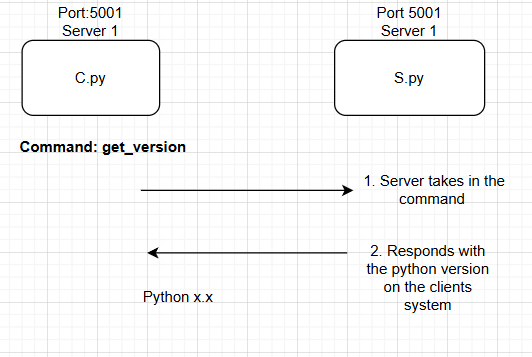 Port:5001
Server 1
C.py
Port 5001
Server 1
S.py
Command: get_version
1. Server takes in the
command
2. Responds with
the python version
on the clients
system
Python x.x